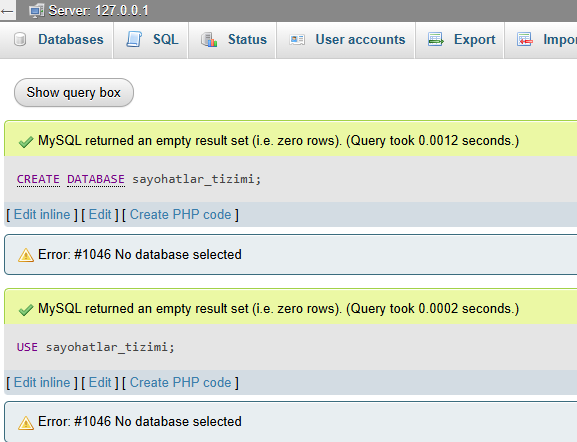 Server: 127.0.0.1
Databases SQL Status User accounts Export Impor
Show query box
MySQL returned an empty result set (i.e. zero rows). (Query took 0.0012 seconds.)
CREATE DATABASE sayohatlar_tizimi;
[ Edit inline ] [ Edit ] [ Create PHP code ]
Error: #1046 No database selected
MySQL returned an empty result set (i.e. zero rows). (Query took 0.0002 seconds.)
USE sayohatlar_tizimi;
[ Edit inline ] [ Edit ] [ Create PHP code ]
Error: #1046 No database selected